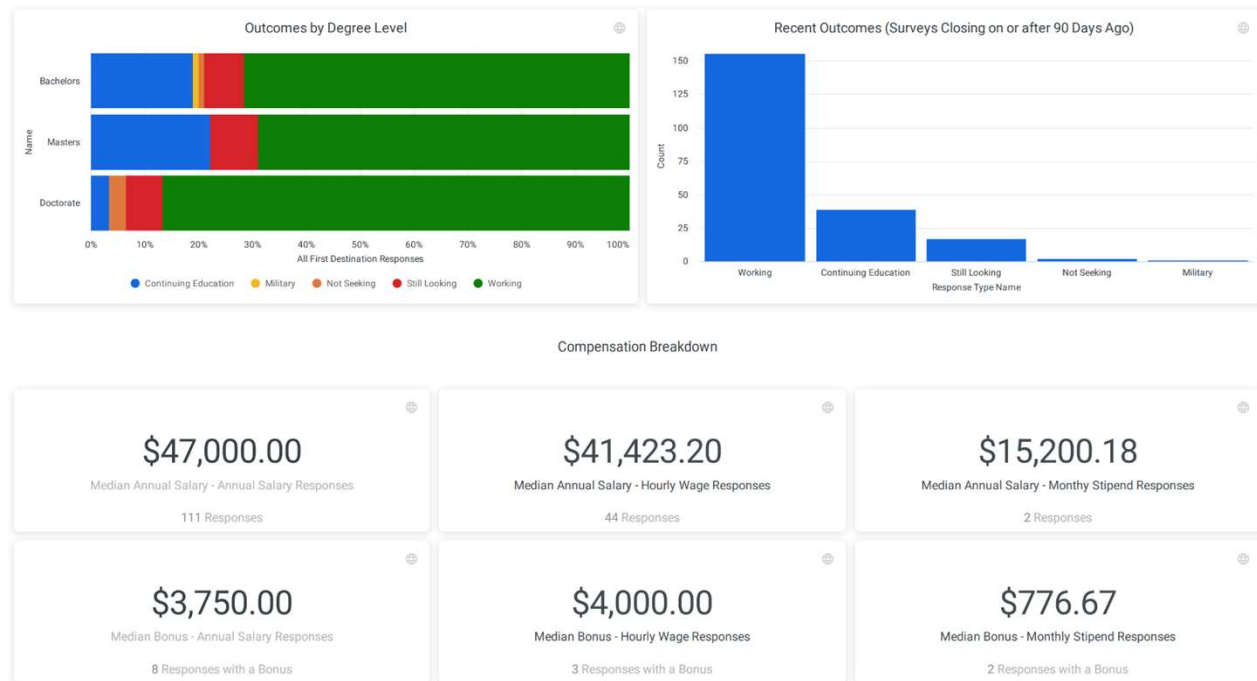 Outcomes by Degree Level
Name
Bachelors
Masters
Doctorate
0% 10% 20% 30% 40% 50% 60% 70% 80% 90% 100%
All First Destination Responses
Continuing Education Military Not Seeking Still Looking Working
Recent Outcomes (Surveys Closing on or after 90 Days Ago)
Count
150
125
100
75
50
25
0
Working Continuing Education Still Looking Not Seeking Military
Response Type Name
Compensation Breakdown
$47,000.00
Median Annual Salary - Annual Salary Responses
111 Responses
$41,423.20
Median Annual Salary - Hourly Wage Responses
44 Responses
$15,200.18
Median Annual Salary - Monthy Stipend Responses
2 Responses
$3,750.00
Median Bonus - Annual Salary Responses
8 Responses with a Bonus
$4,000.00
Median Bonus - Hourly Wage Responses
3 Responses with a Bonus
$776.67
Median Bonus - Monthly Stipend Responses
2 Responses with a Bonus